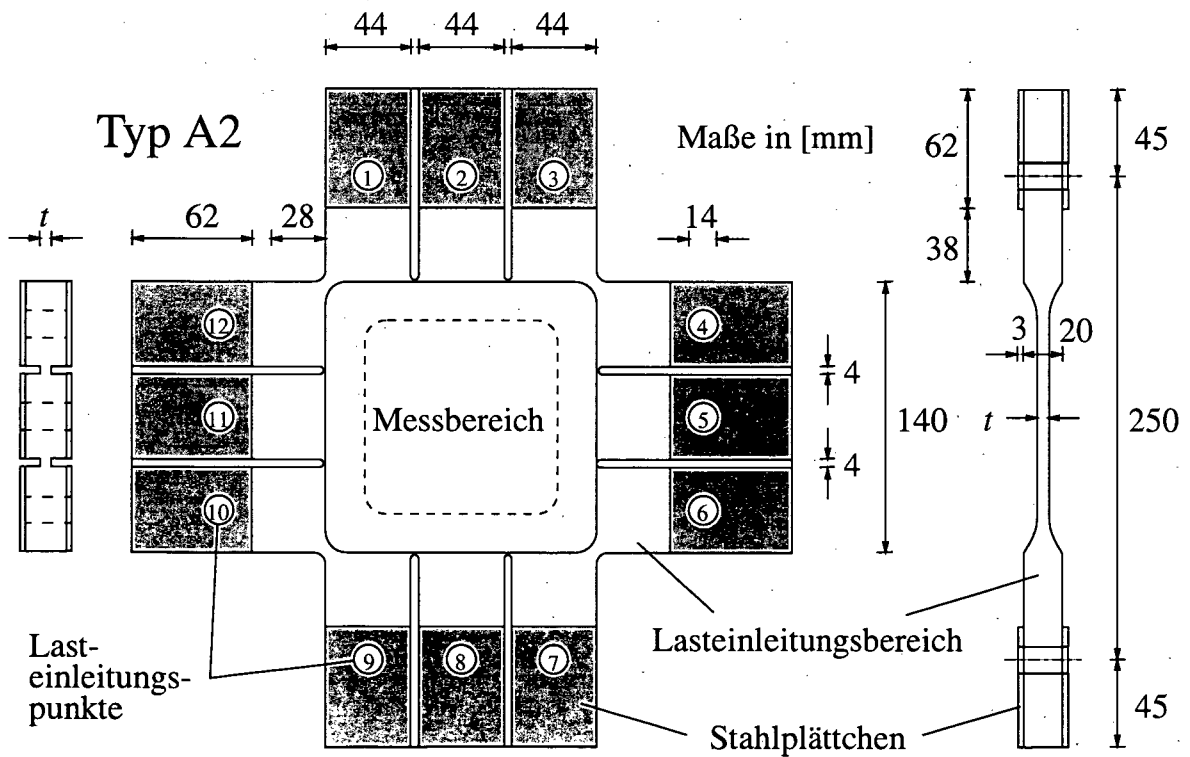 44 44 44
Typ A2
Maße in [mm]
1 2 3
62
45
t
62
28
14
38
12
4
3
20
4
11
Messbereich
5
140
t
250
4
10
6
Lasteinleitungsbereich
Last-
einleitungs-
punkte
9 8 7
45
Stahlplättchen